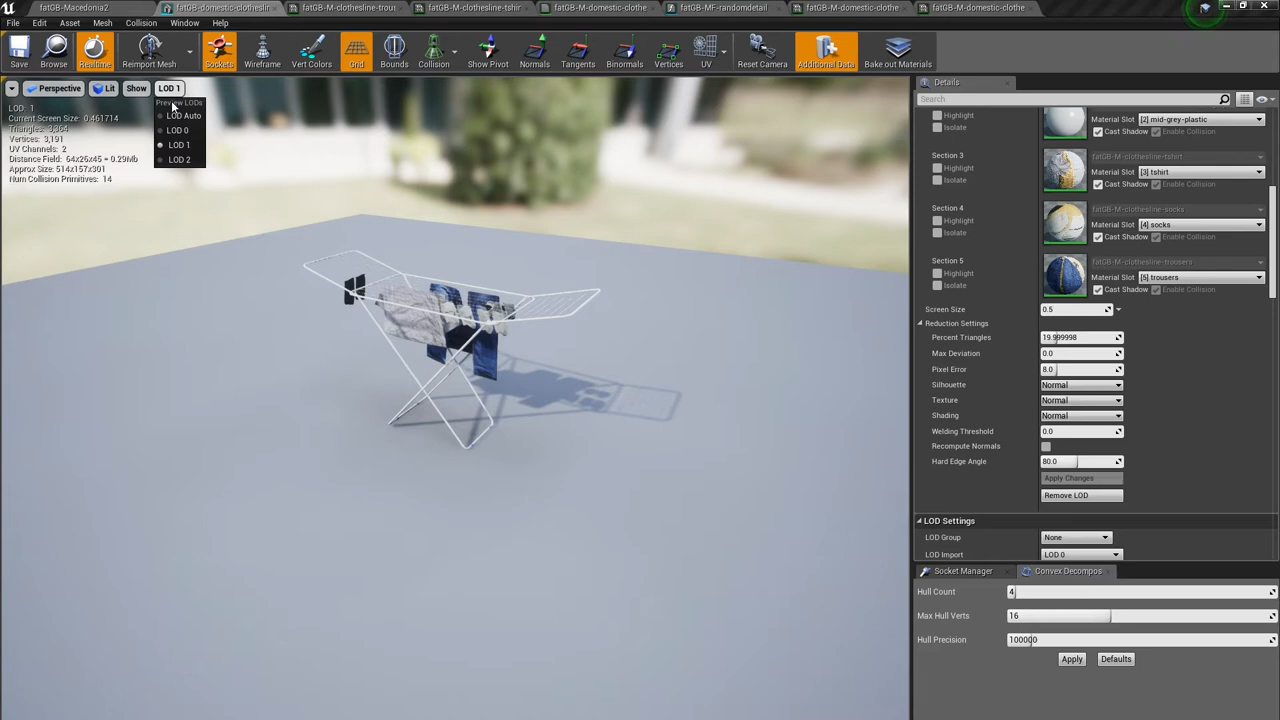 fatGB-Macedonia2
fatGB-domestic-clotheslin
fatGB-M-clothesline-trou
fatGB-M-clothesline-tshir
fatGB-M-domestic-clothe
fatGB-MF-randomdetail
fatGB-M-domestic-clothe
fatGB-M-domestic-clothe
File Edit Asset Mesh Collision Window Help
Save Browse Realtime Reimport Mesh Sockets Wireframe Vert Colors Grid Bounds Collision Show Pivot Normals Tangents Binormals Vertices UV Reset Camera Additional Data Bake out Materials
Perspective Lit Show LOD 1
Preview LODs
LOD Auto
LOD 0
LOD 1
LOD 2
LOD: 1
Current Screen Size: 0.461714
Vertices: 3,191
UV Channels: 2
Distance Field: 64x26x45 = 0.29Mb
Approx Size: 514x157x301
Num Collision Primitives: 14
Details
Search
Highlight
Isolate
Material Slot [2] mid-grey-plastic
Cast Shadow Enable Collision
Section 3
Highlight
Isolate
fatGB-M-clothesline-tshirt
Material Slot [3] tshirt
Cast Shadow Enable Collision
Section 4
Highlight
Isolate
fatGB-M-clothesline-socks
Material Slot [4] socks
Cast Shadow Enable Collision
Section 5
Highlight
Isolate
fatGB-M-clothesline-trousers
Material Slot [5] trousers
Cast Shadow Enable Collision
Screen Size 0.5
Reduction Settings
Percent Triangles 19.999998
Max Deviation 0.0
Pixel Error 8.0
Silhouette Normal
Texture Normal
Shading Normal
Welding Threshold 0.0
Recompute Normals
Hard Edge Angle 80.0
Apply Changes
Remove LOD
LOD Settings
LOD Group None
LOD Import LOD 0
Socket Manager Convex Decompos
Hull Count 4
Max Hull Verts 16
Hull Precision 100000
Apply Defaults